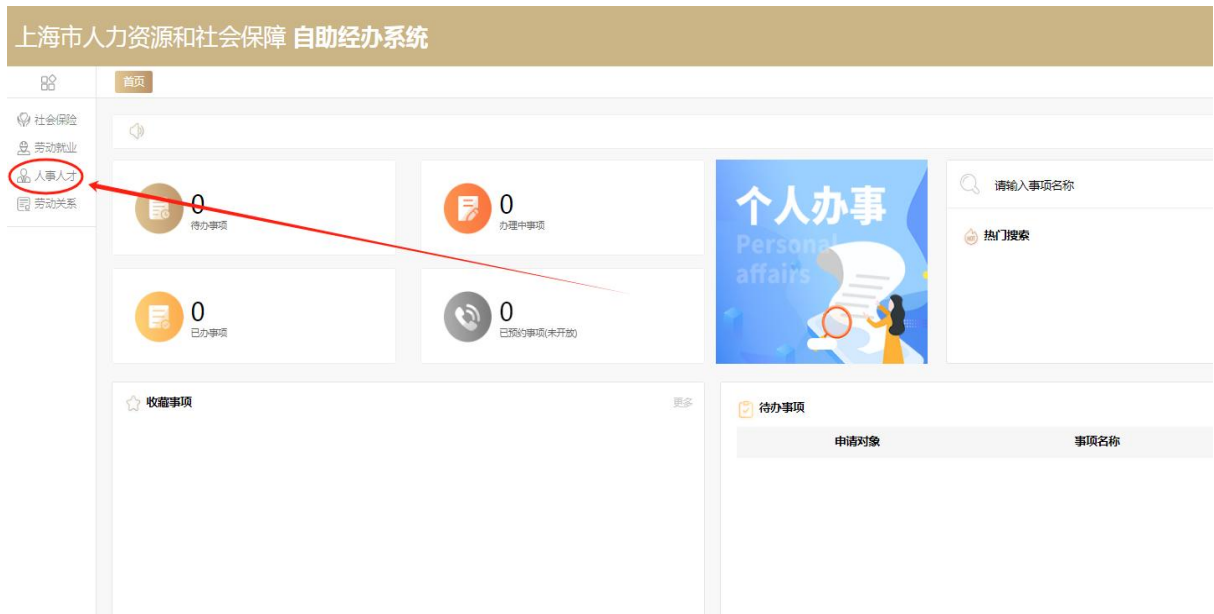 上海市人力资源和社会保障 自助经办系统
首页
社会保险
劳动就业
人事人才
劳动关系
0
待办事项
0
办理中事项
0
已办事项
0
已预约事项(未开放)
个人办事
Personal
affairs
请输入事项名称
热门搜索
收藏事项
更多
待办事项
申请对象 事项名称